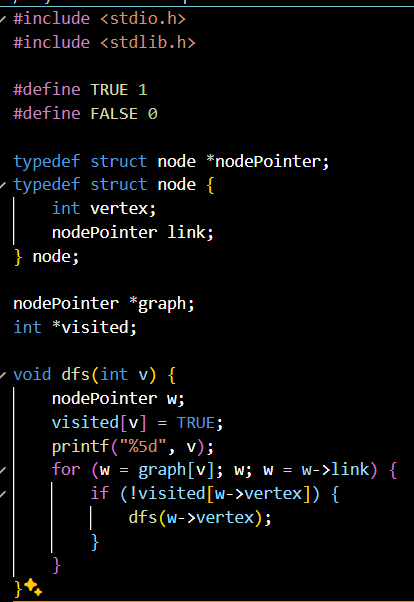 #include <stdio.h>
#include <stdlib.h>

#define TRUE 1
#define FALSE 0

typedef struct node *nodePointer;
typedef struct node {
    int vertex;
    nodePointer link;
} node;

nodePointer *graph;
int *visited;

void dfs(int v) {
    nodePointer w;
    visited[v] = TRUE;
    printf("%5d", v);
    for (w = graph[v]; w; w = w->link) {
        if (!visited[w->vertex]) {
            dfs(w->vertex);
        }
    }
}